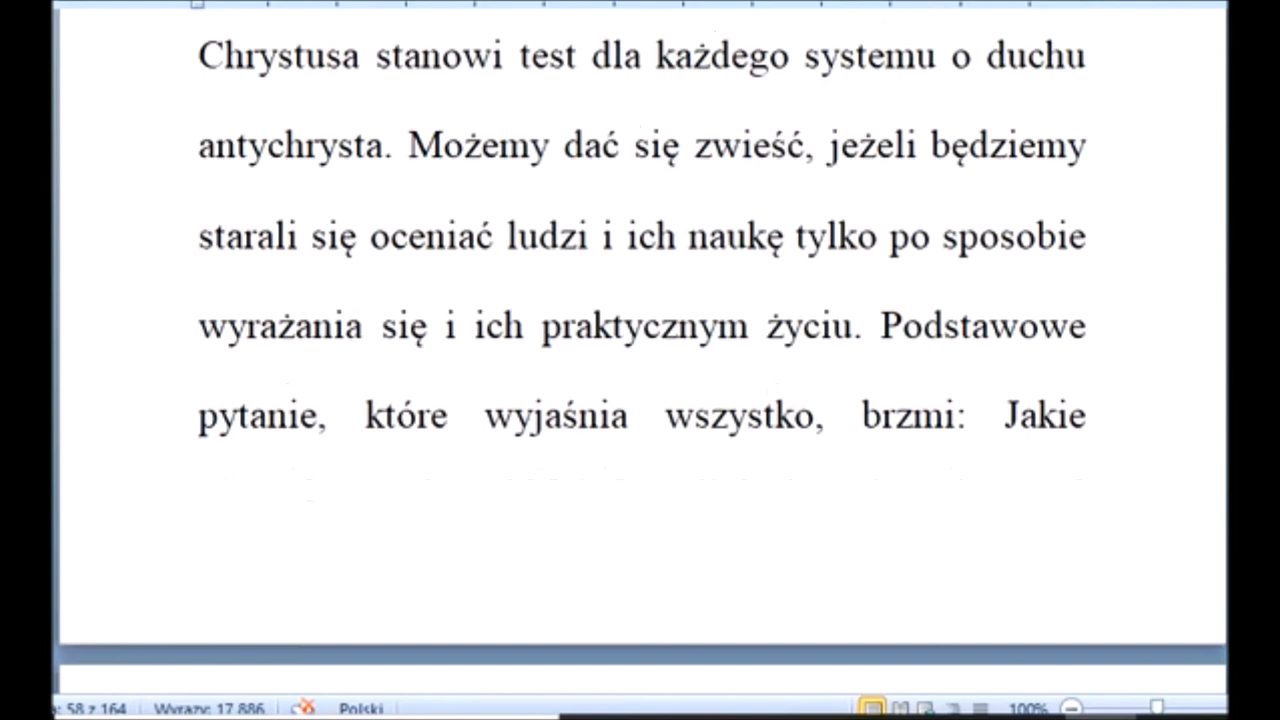 Chrystusa stanowi test dla każdego systemu o duchu
antychrysta. Możemy dać się zwieść, jeżeli będziemy
starali się oceniać ludzi i ich naukę tylko po sposobie
wyrażania się i ich praktycznym życiu. Podstawowe
pytanie, które wyjaśnia wszystko, brzmi: Jakie
58 z 164 Wyrazy: 17 886 Polski 100%